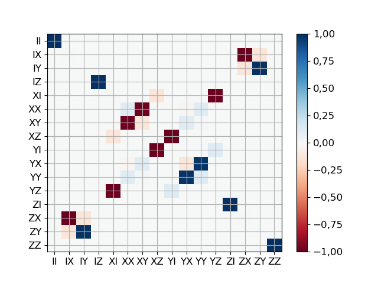 II
IX
IY
IZ
XI
XX
XY
XZ
YI
YX
YY
YZ
ZI
ZX
ZY
ZZ
II IX IY IZ XI XX XY XZ YI YX YY YZ ZI ZX ZY ZZ
1,00
0,75
0,50
0,25
0,00
−0,25
−0,50
−0,75
−1,00